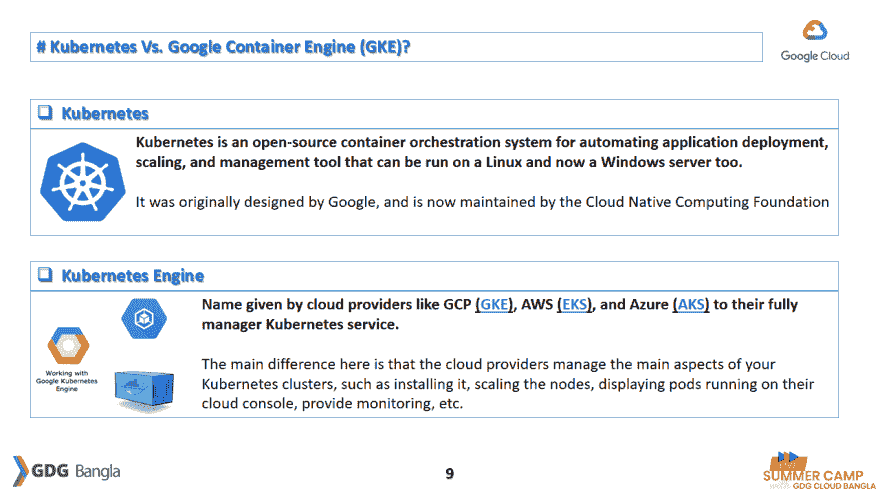 # Kubernetes Vs. Google Container Engine (GKE)?
Google Cloud
Kubernetes
Kubernetes is an open-source container orchestration system for automating application deployment,
scaling, and management tool that can be run on a Linux and now a Windows server too.
It was originally designed by Google, and is now maintained by the Cloud Native Computing Foundation
Kubernetes Engine
Name given by cloud providers like GCP (GKE), AWS (EKS), and Azure (AKS) to their fully
manager Kubernetes service.
The main difference here is that the cloud providers manage the main aspects of your
Kubernetes clusters, such as installing it, scaling the nodes, displaying pods running on their
cloud console, provide monitoring, etc.
Working with
Google Kubernetes
Engine
GDG Bangla
9
SUMMER CAMP
with GDG CLOUD BANGLA